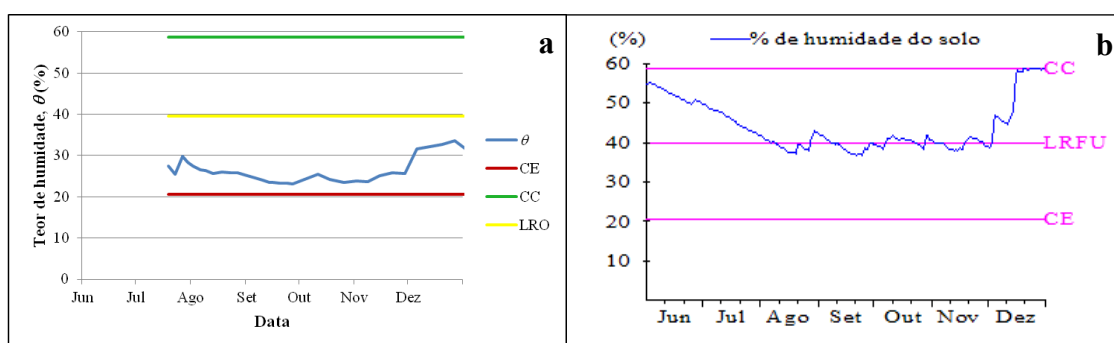 a
60
50
40
30
20
10
0
Teor de humidade, θ (%)
Jun Jul Ago Set Out Nov Dez
Data
θ
CE
CC
LRO
b
(%) % de humidade do solo
60
50
40
30
20
10
0
CC
LRFU
CE
Jun Jul Ago Set Out Nov Dez